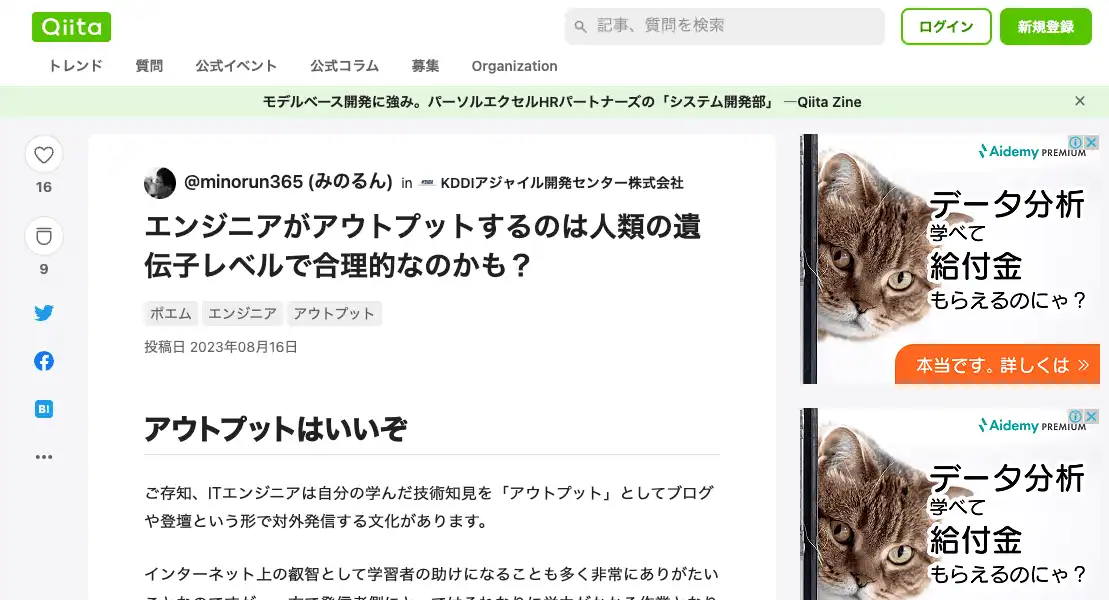 Qiita
記事、質問を検索
ログイン
新規登録
トレンド
質問
公式イベント
公式コラム
募集
Organization
モデルベース開発に強み。パーソルエクセルHRパートナーズの「システム開発部」 —Qiita Zine
16
9
B!
@minorun365 (みのるん) in KDDIアジャイル開発センター株式会社
エンジニアがアウトプットするのは人類の遺
伝子レベルで合理的なのかも？
ポエム
エンジニア
アウトプット
投稿日 2023年08月16日
アウトプットはいいぞ
ご存知、ITエンジニアは自分の学んだ技術知見を「アウトプット」としてブログ
や登壇という形で対外発信する文化があります。
インターネット上の叡智として学習者の助けになることも多く非常にありがたい
Aidemy PREMIUM
データ分析
学べて
給付金
もらえるのにゃ？
本当です。詳しくは
Aidemy PREMIUM
データ分析
学べて
給付金
もらえるのにゃ？